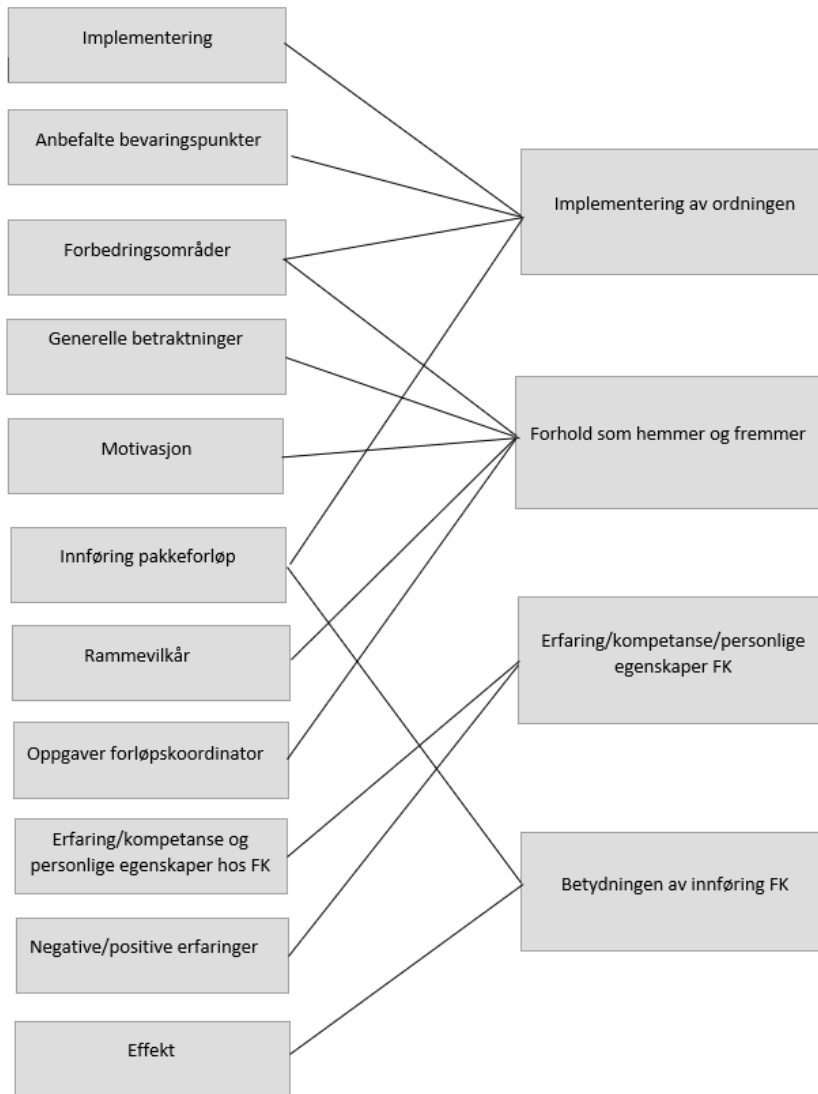 Implementering
Anbefalte bevaringspunkter
Forbedringsområder
Generelle betraktninger
Motivasjon
Innføring pakkeforløp
Rammevilkår
Oppgaver forløpskoordinator
Erfaring/kompetanse og
personlige egenskaper hos FK
Negative/positive erfaringer
Effekt
Implementering av ordningen
Forhold som hemmer og fremmer
Erfaring/kompetanse/personlige
egenskaper FK
Betydningen av innføring FK